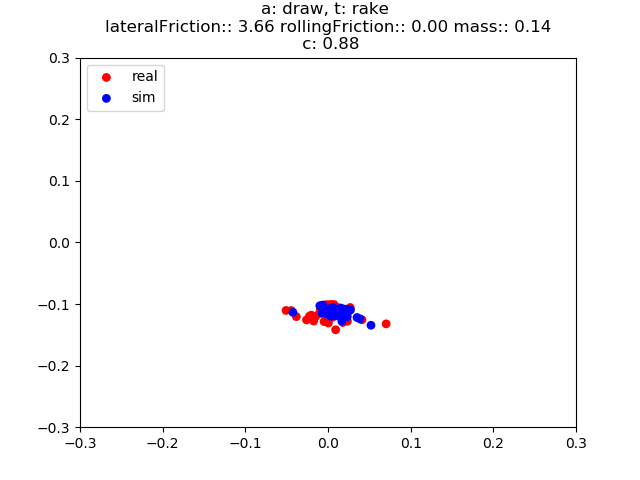 a: draw, t: rake
lateralFriction:: 3.66 rollingFriction:: 0.00 mass:: 0.14
c: 0.88
real
sim
0.3
0.2
0.1
0.0
−0.1
−0.2
−0.3
−0.3
−0.2
−0.1
0.0
0.1
0.2
0.3